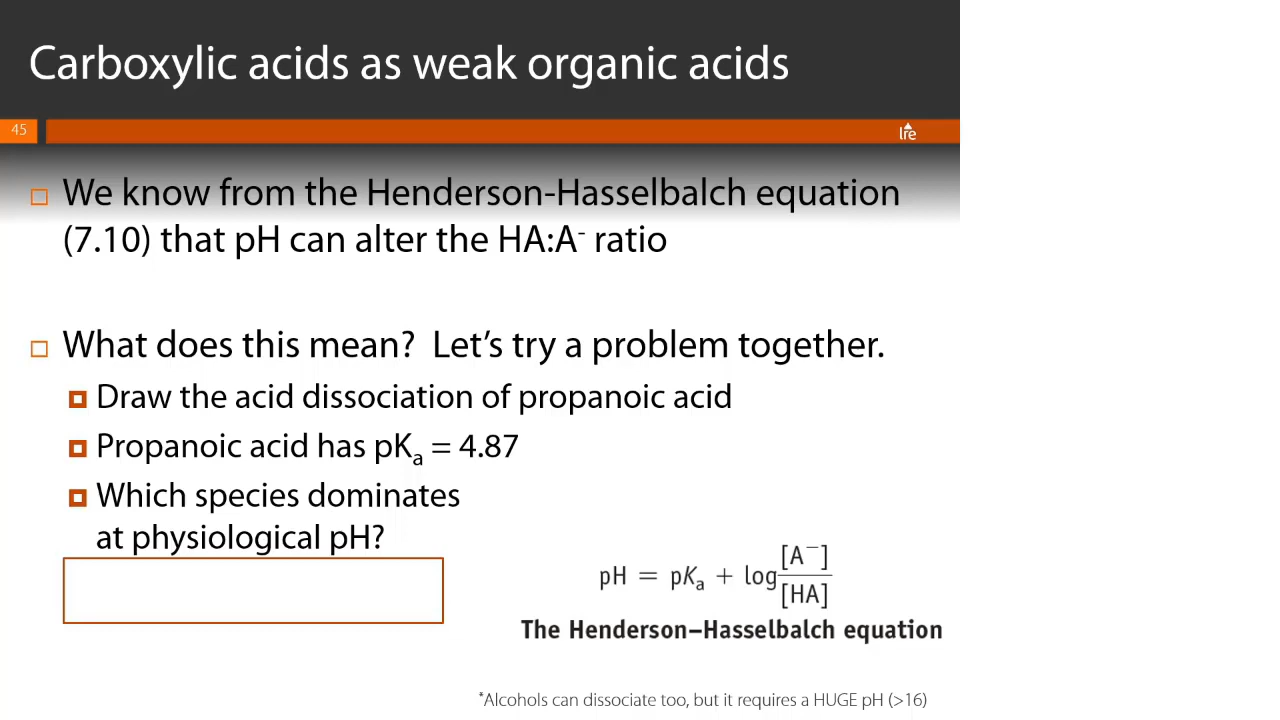 Carboxylic acids as weak organic acids
45
lre
We know from the Henderson-Hasselbalch equation
(7.10) that pH can alter the HA:A⁻ ratio
What does this mean?  Let's try a problem together.
Draw the acid dissociation of propanoic acid
Propanoic acid has pKₐ = 4.87
Which species dominates
at physiological pH?
pH = pKₐ + log [A⁻]/[HA]
The Henderson–Hasselbalch equation
*Alcohols can dissociate too, but it requires a HUGE pH (>16)